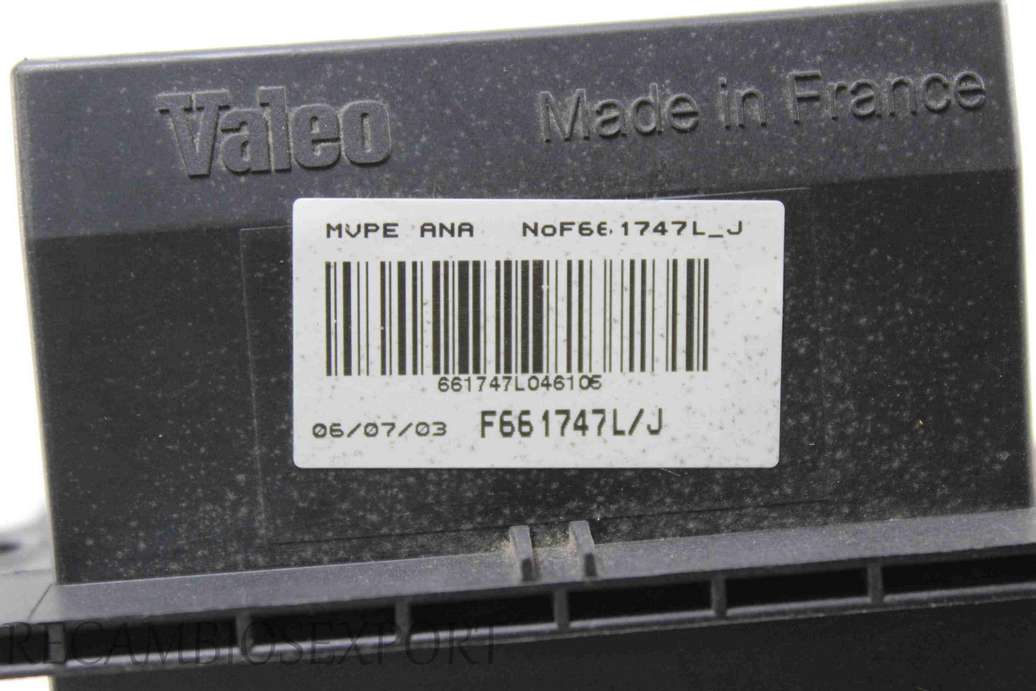 Valeo Made in France
MVPE ANA NoF661747L_J
661747L046105
06/07/03 F661747L/J
RECAMBIOSEXPORT